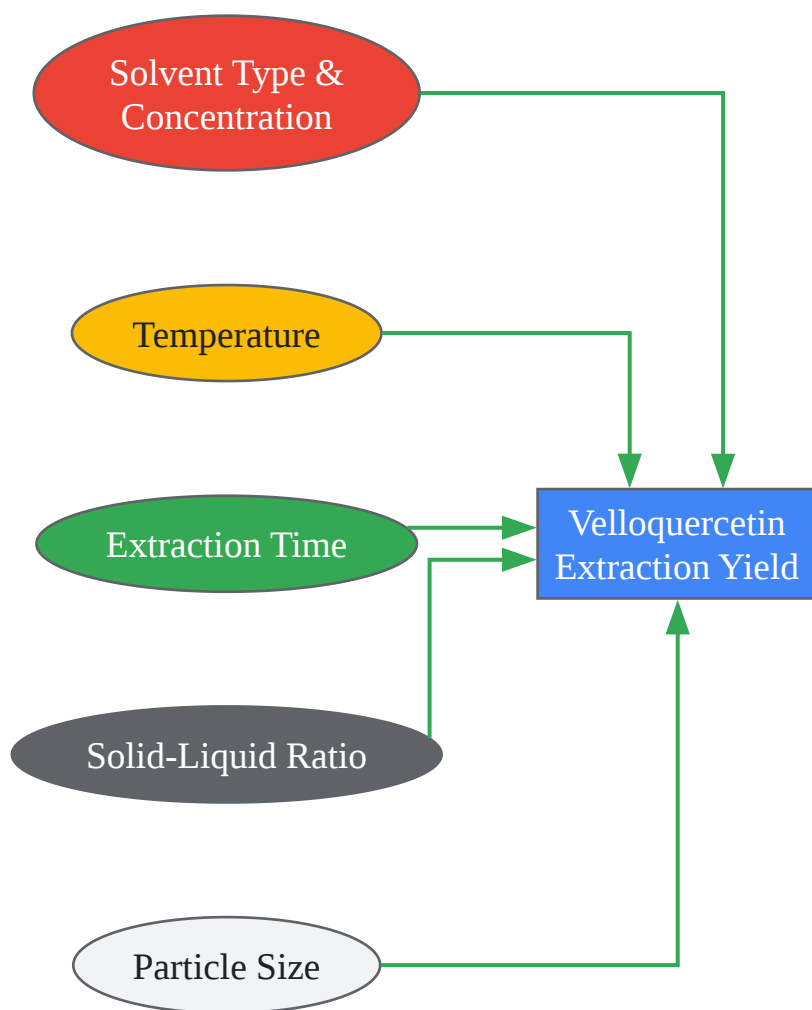 Solvent Type &
Concentration
Temperature
Extraction Time
Velloquercetin
Extraction Yield
Solid-Liquid Ratio
Particle Size